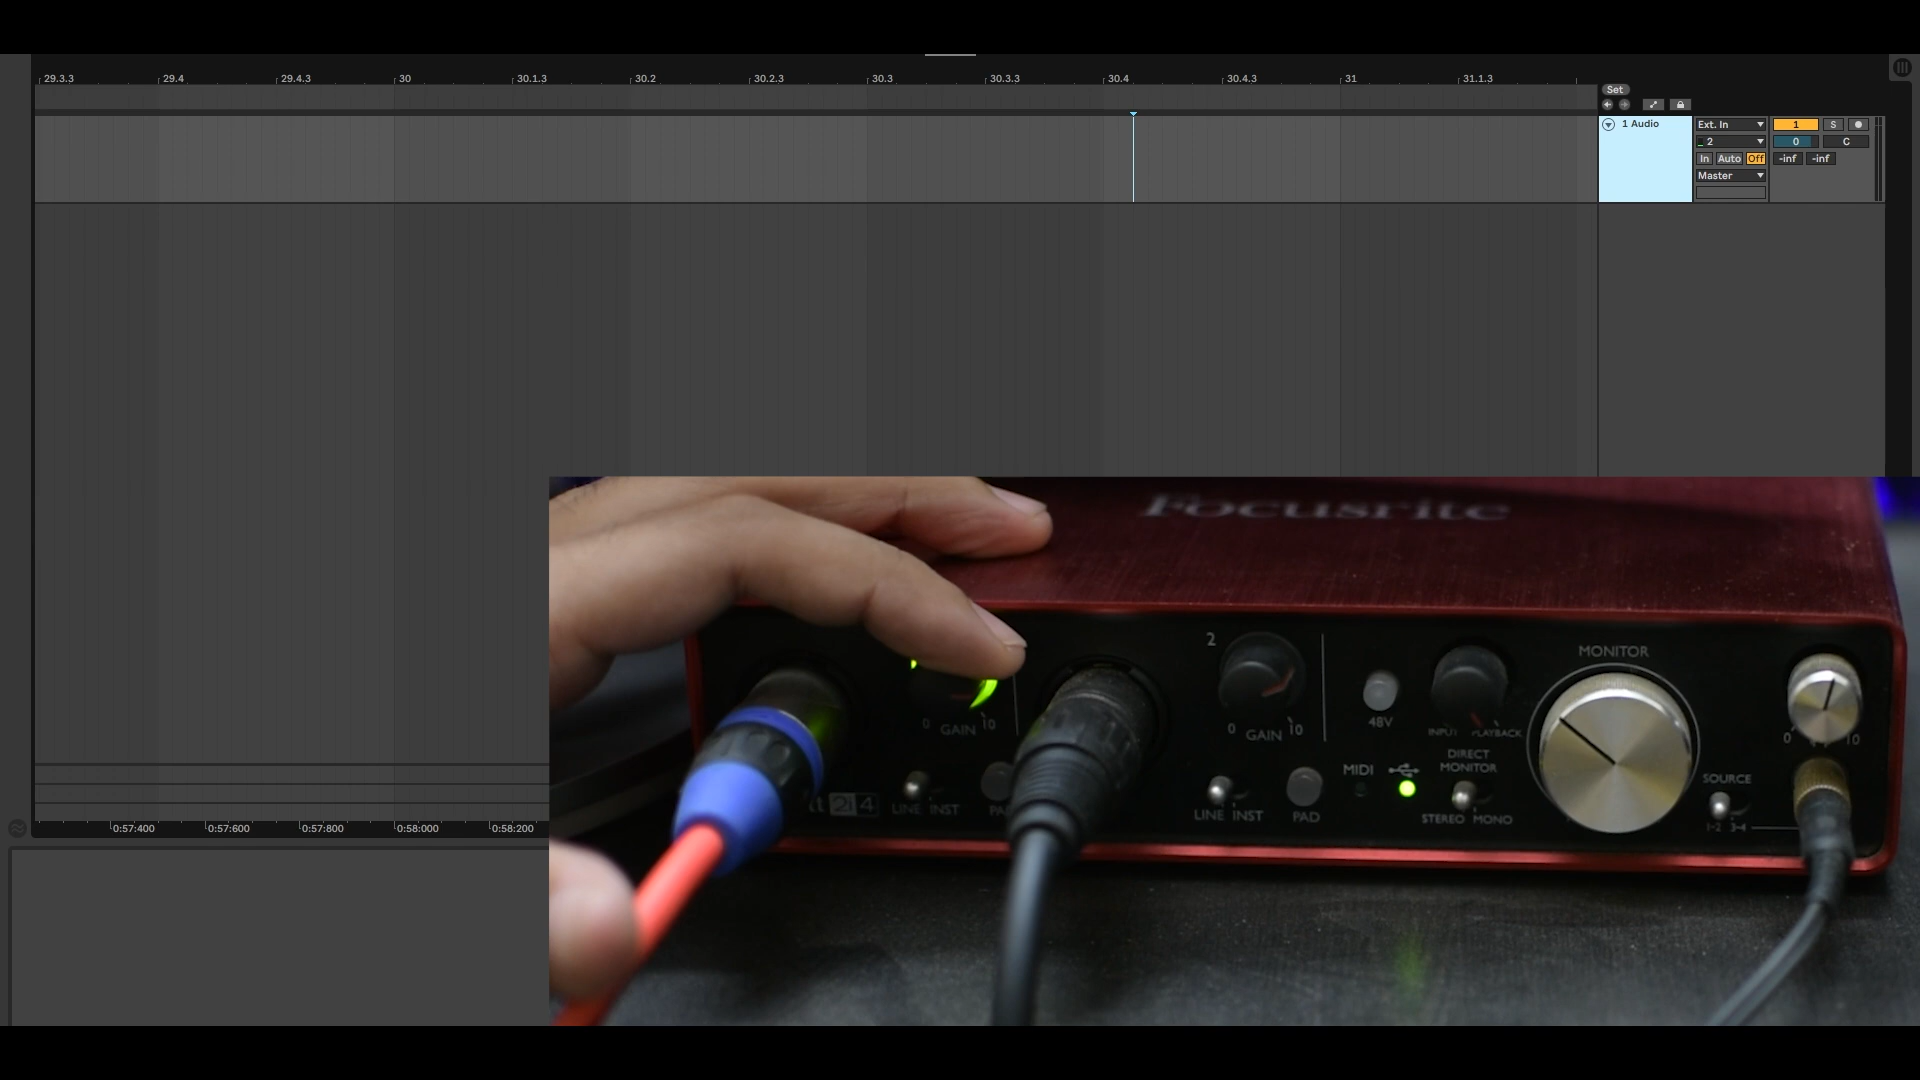 29.3.3 29.4 29.4.3 30 30.1.3 30.2 30.2.3 30.3 30.3.3 30.4 30.4.3 31 31.1.3
Set
1 Audio Ext. In 1 S
2 0 C
In Auto Off -inf -inf
Master
Focusrite
2
MONITOR
0 GAIN 10
0 GAIN 10
48V
INPUT PLAYBACK
0 10
DIRECT
MONITOR
MIDI
SOURCE
2i4
LINE INST
LINE INST PAD
STEREO MONO
1-2 3-4
0:57:400 0:57:600 0:57:800 0:58:000 0:58:200